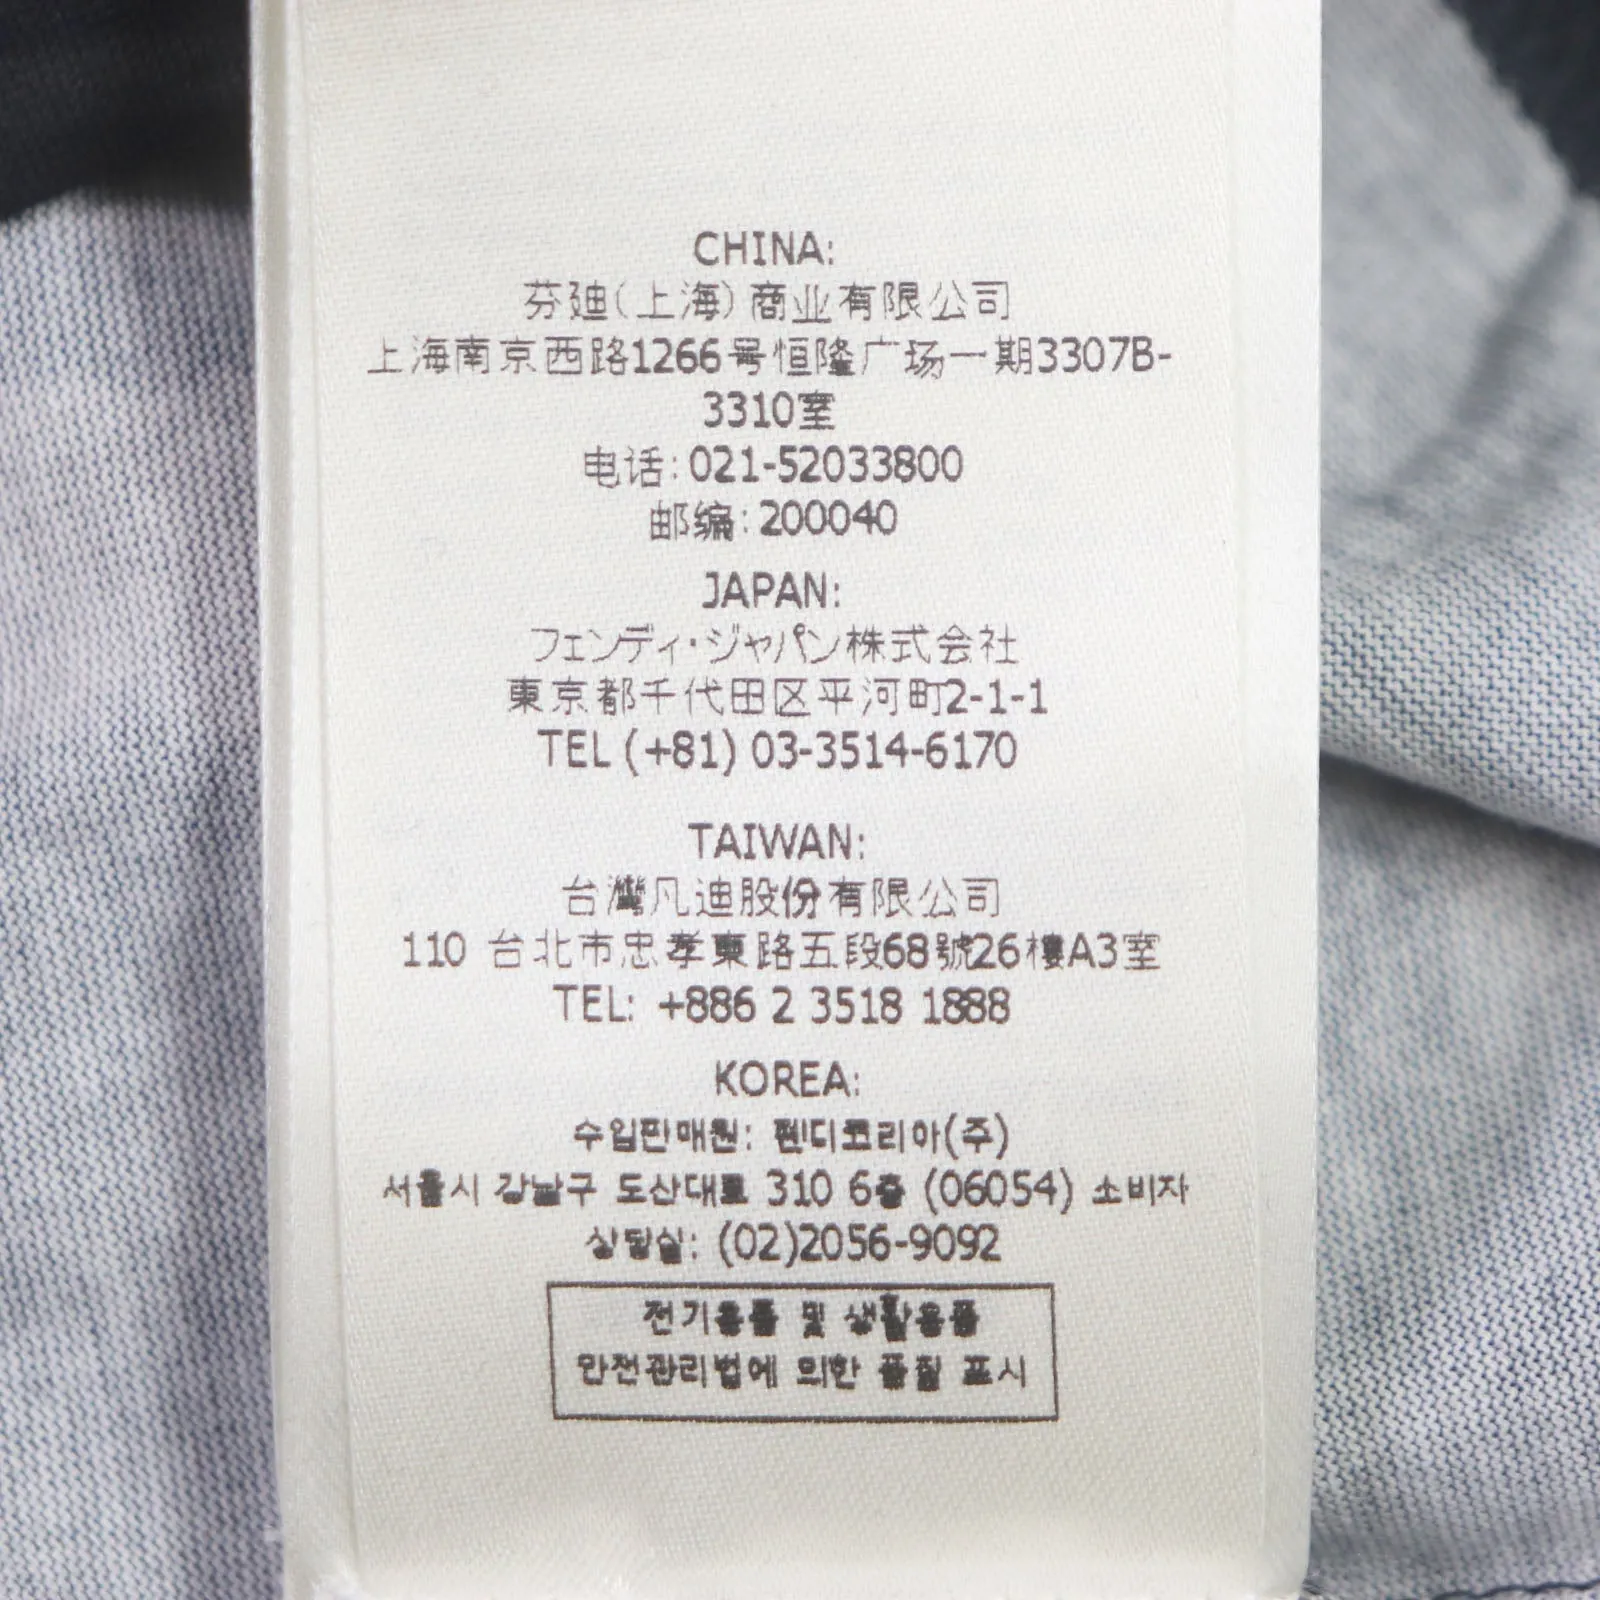 CHINA:
芬迪(上海)商业有限公司
上海南京西路1266号恒隆广场一期3307B-
3310室
电话:021-52033800
邮编:200040
JAPAN:
フェンディ・ジャパン株式会社
東京都千代田区平河町2-1-1
TEL (+81) 03-3514-6170
TAIWAN:
台灣凡迪股份有限公司
110 台北市忠孝東路五段68號26樓A3室
TEL: +886 2 3518 1888
KOREA:
수입판매원: 펜디코리아(주)
서울시 강남구 도산대로 310 6층 (06054) 소비자
상담실: (02)2056-9092
전기용품 및 생활용품
안전관리법에 의한 품질 표시